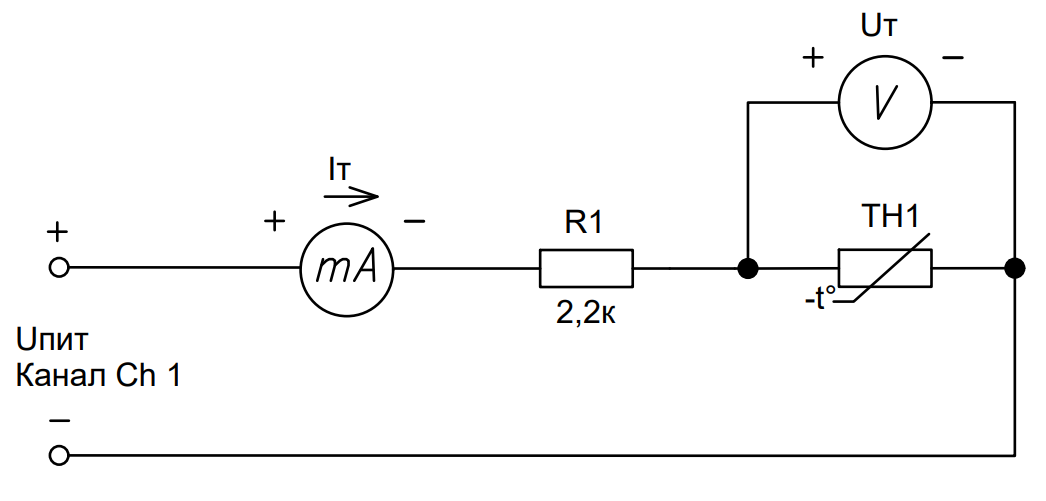 Uт
+ −
V
Iт
+ −
mA
R1
2,2к
TH1
-t°
+
Uпит
Канал Ch 1
−